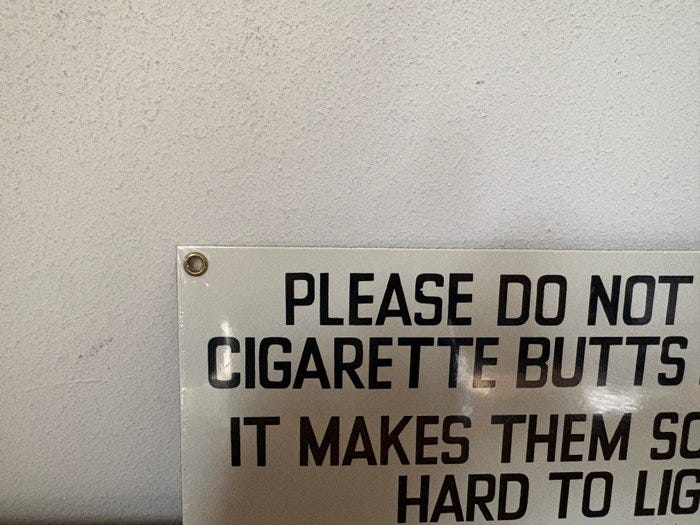 PLEASE DO NOT
CIGARETTE BUTTS
IT MAKES THEM SO
HARD TO LIG